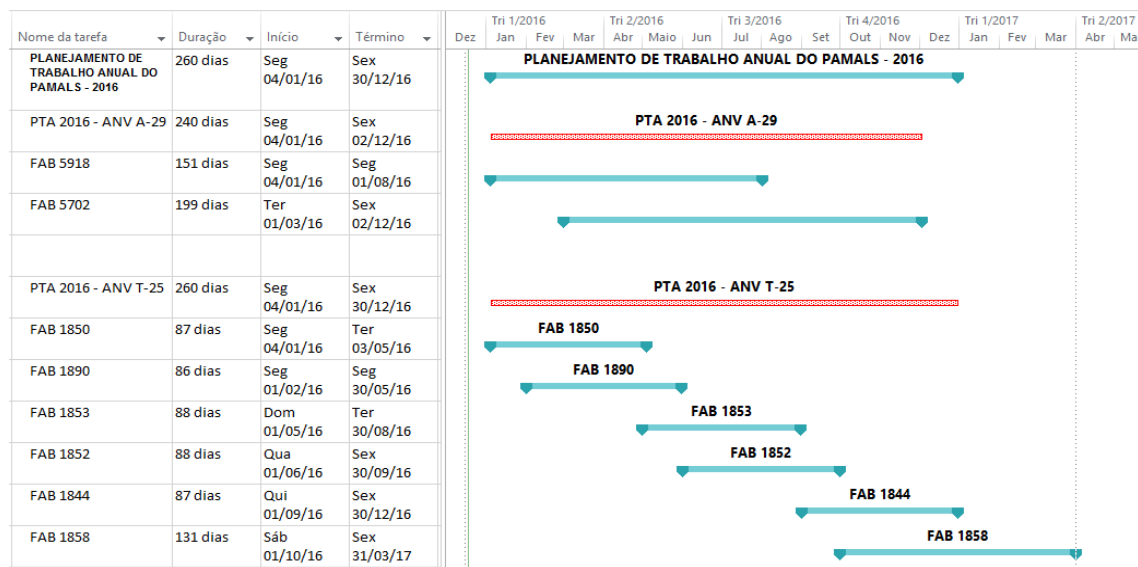 Tri 1/2016 Tri 2/2016 Tri 3/2016 Tri 4/2016 Tri 1/2017 Tri 2/2017
Nome da tarefa Duração Início Término Dez Jan Fev Mar Abr Maio Jun Jul Ago Set Out Nov Dez Jan Fev Mar Abr Ma
PLANEJAMENTO DE
TRABALHO ANUAL DO
PAMALS - 2016
260 dias
Seg
04/01/16
Sex
30/12/16
PLANEJAMENTO DE TRABALHO ANUAL DO PAMALS - 2016
PTA 2016 - ANV A-29
240 dias
Seg
04/01/16
Sex
02/12/16
PTA 2016 - ANV A-29
FAB 5918
151 dias
Seg
04/01/16
Seg
01/08/16
FAB 5702
199 dias
Ter
01/03/16
Sex
02/12/16
PTA 2016 - ANV T-25
260 dias
Seg
04/01/16
Sex
30/12/16
PTA 2016 - ANV T-25
FAB 1850
87 dias
Seg
04/01/16
Ter
03/05/16
FAB 1850
FAB 1890
86 dias
Seg
01/02/16
Seg
30/05/16
FAB 1890
FAB 1853
88 dias
Dom
01/05/16
Ter
30/08/16
FAB 1853
FAB 1852
88 dias
Qua
01/06/16
Sex
30/09/16
FAB 1852
FAB 1844
87 dias
Qui
01/09/16
Sex
30/12/16
FAB 1844
FAB 1858
131 dias
Sáb
01/10/16
Sex
31/03/17
FAB 1858